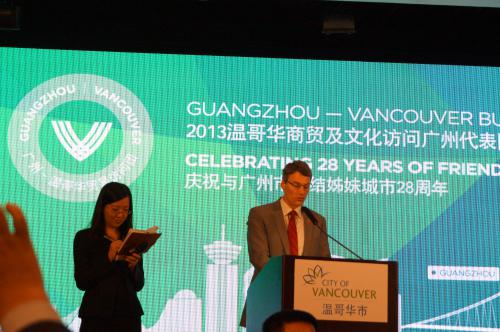 GUANGZHOU VANCOUVER
GUANGZHOU — VANCOUVER BU
2013温哥华商贸及文化访问广州代表
CELEBRATING 28 YEARS OF FRIEND
庆祝与广州市 结姊妹城市28周年
GUANGZHOU
CITY OF
VANCOUVER
温哥华市